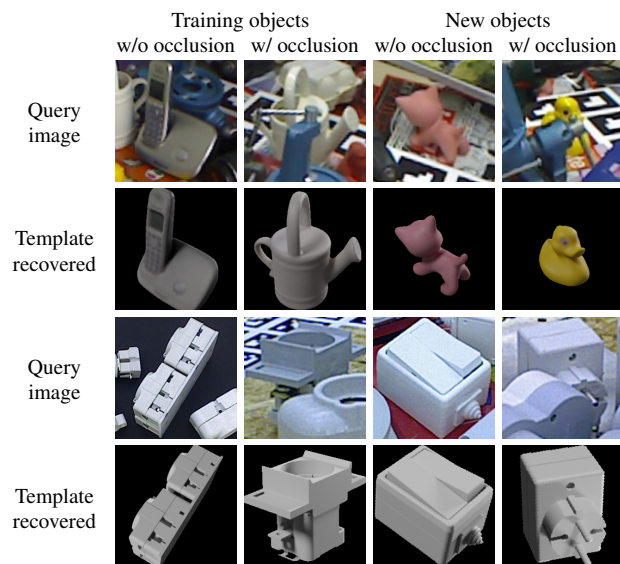 Training objects New objects
w/o occlusion w/ occlusion w/o occlusion w/ occlusion
Query
image
Template
recovered
Query
image
Template
recovered